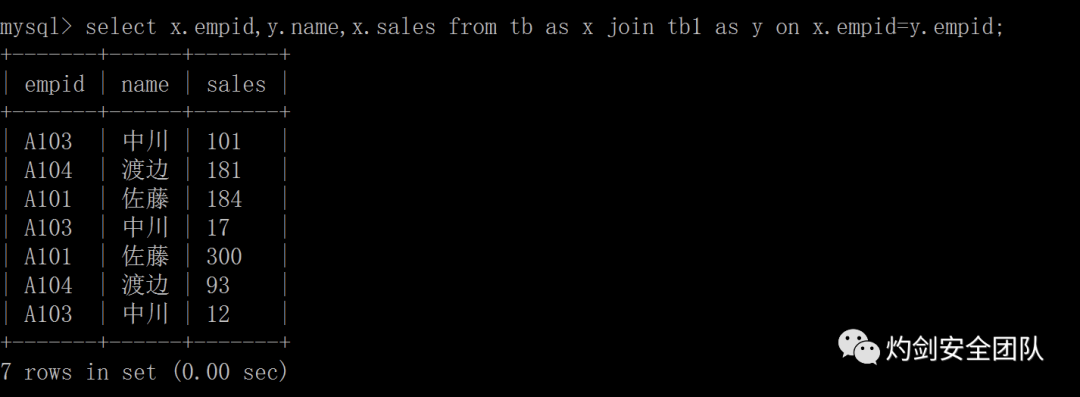 mysql> select x.empid,y.name,x.sales from tb as x join tb1 as y on x.empid=y.empid;
+-------+------+-------+
| empid | name | sales |
+-------+------+-------+
| A103  | 中川 | 101   |
| A104  | 渡边 | 181   |
| A101  | 佐藤 | 184   |
| A103  | 中川 | 17    |
| A101  | 佐藤 | 300   |
| A104  | 渡边 | 93    |
| A103  | 中川 | 12    |
+-------+------+-------+
7 rows in set (0.00 sec)
灼剑安全团队